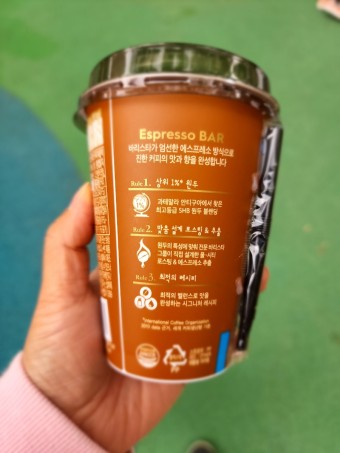 Espresso BAR
바리스타가 엄선한 에스프레소 방식으로
진한 커피의 맛과 향을 완성합니다
Rule 1. 상위 1%* 원두
과테말라 안티구아에서 찾은
최고등급 SHB 원두 블렌딩
Rule 2. 맞춤 설계 로스팅 & 추출
원두의 특성에 맞춰 전문 바리스타
그룹이 직접 설계한 풀·시티
로스팅 & 에스프레소 추출
Rule 3. 최적의 레시피
최적의 밸런스로 맛을
완성하는 시그니처 레시피
*International Coffee Organization